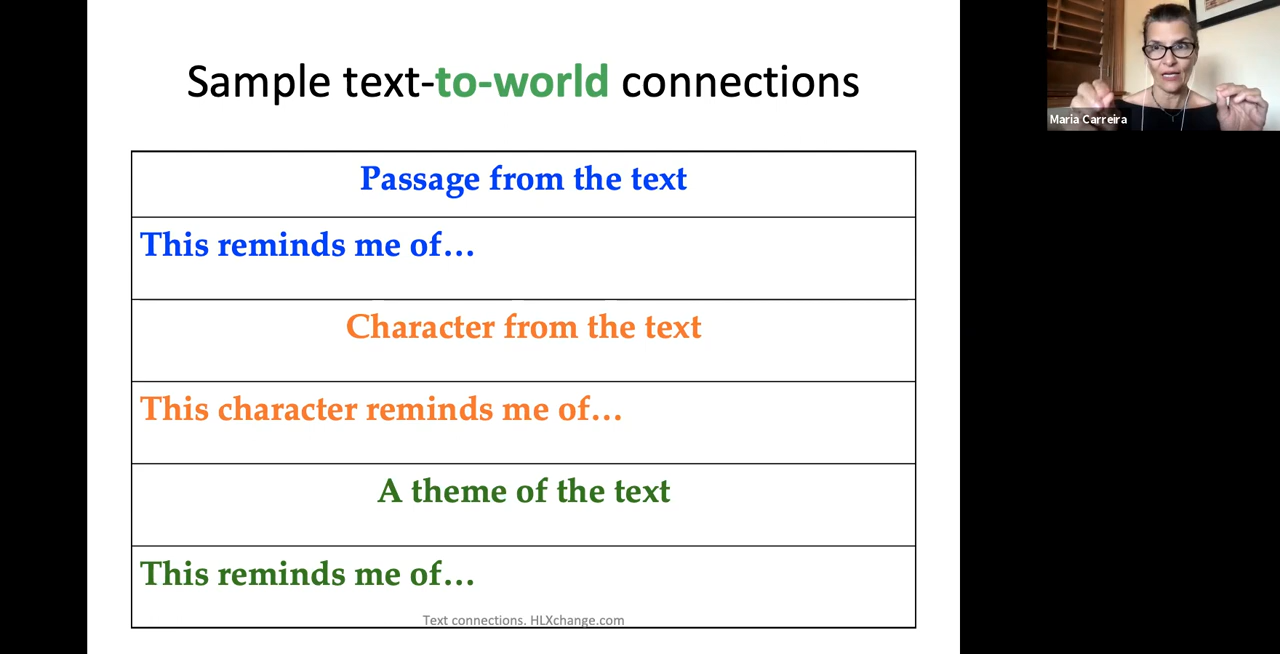 Sample text-to-world connections
Maria Carreira
Passage from the text
This reminds me of…
Character from the text
This character reminds me of…
A theme of the text
This reminds me of…
Text connections. HLXchange.com